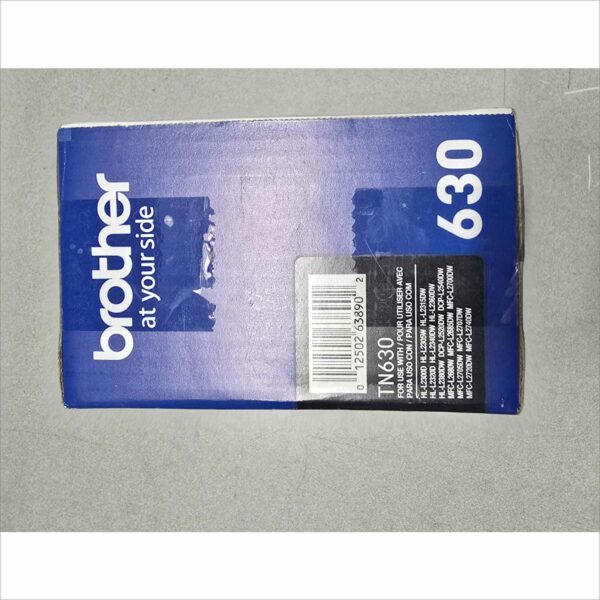 brother
at your side
630
0 12502 63890 2
TN630
FOR USE WITH / POUR UTILISER AVEC
PARA USO CON / PARA USO COM
HL-L2300D HL-L2305W HL-L2315DW
HL-L2320D HL-L2340DW HL-L2360DW
HL-L2380DW DCP-L2520DW DCP-L2540DW
MFC-L2680W MFC-L2685DW MFC-L2700DW
MFC-L2705DW MFC-L2707DW
MFC-L2720DW MFC-L2740DW